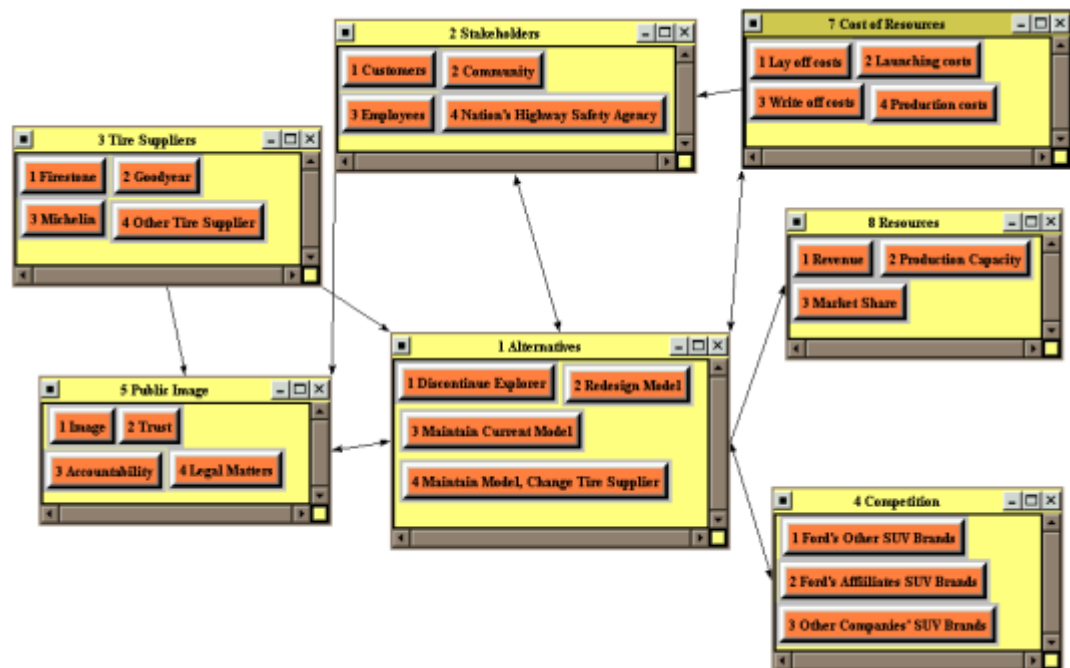 2 Stakeholders
1 Customers
2 Community
3 Employees
4 Nation's Highway Safety Agency
7 Cost of Resources
1 Lay off costs
2 Launching costs
3 Write off costs
4 Production costs
3 Tire Suppliers
1 Firestone
2 Goodyear
3 Michelin
4 Other Tire Supplier
8 Resources
1 Revenue
2 Production Capacity
3 Market Share
1 Alternatives
1 Discontinue Explorer
2 Redesign Model
3 Maintain Current Model
4 Maintain Model, Change Tire Supplier
5 Public Image
1 Image
2 Trust
3 Accountability
4 Legal Matters
4 Competition
1 Ford's Other SUV Brands
2 Ford's Affiiliates SUV Brands
3 Other Companies' SUV Brands